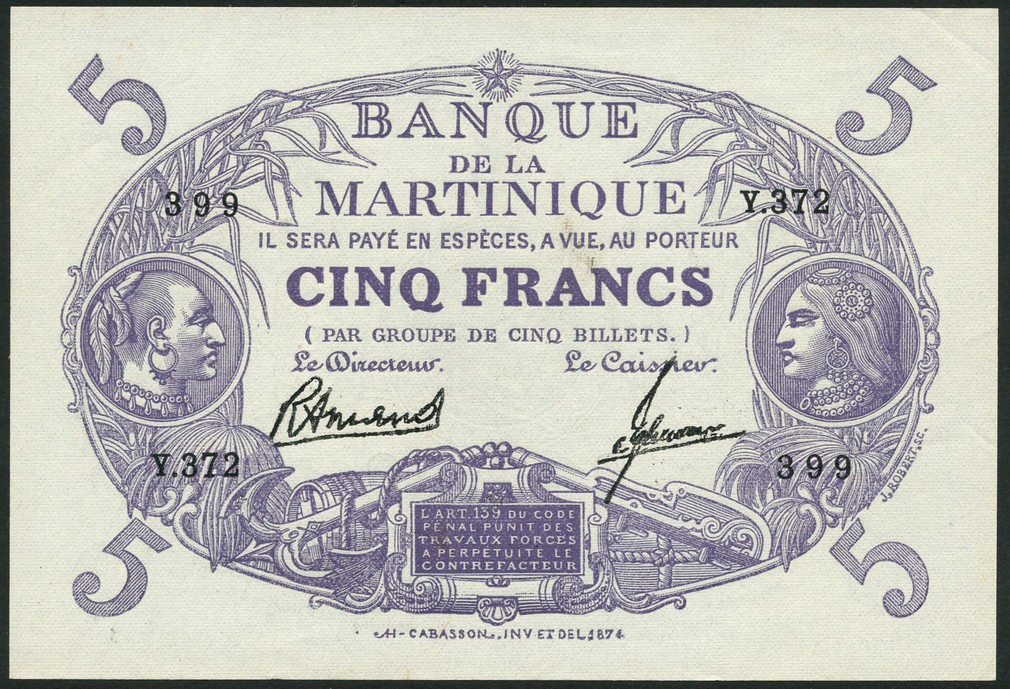 5 5
BANQUE
DE LA
MARTINIQUE
399 Y.372
IL SERA PAYÉ EN ESPÈCES, A VUE, AU PORTEUR
CINQ FRANCS
( PAR GROUPE DE CINQ BILLETS. )
Le Directeur. Le Caissier.
Y.372 399
L'ART. 139 DU CODE
PÉNAL PUNIT DES
TRAVAUX FORCÉS
A PERPÉTUITÉ LE
CONTREFACTEUR
J. ROBERT, SC.
5 5
H- CABASSON, INV ET DEL, 1874